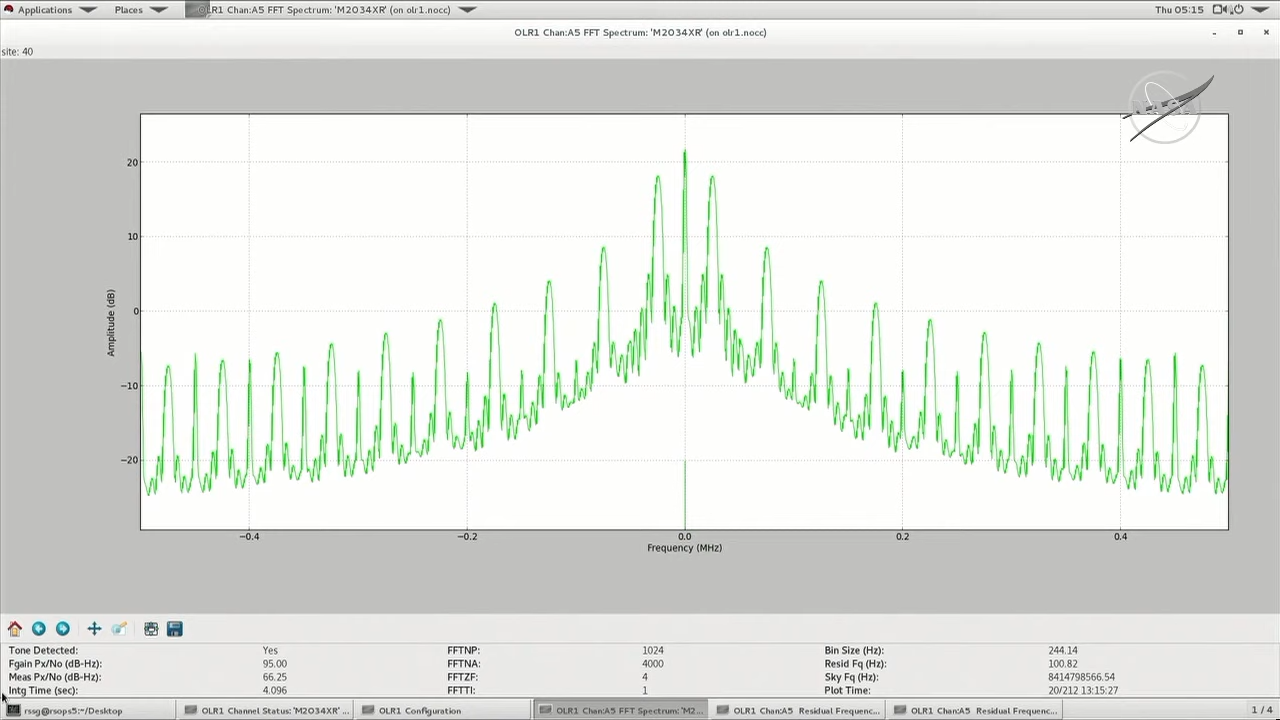 Applications Places OLR1 Chan:A5 FFT Spectrum: 'M2034XR' (on olr1.nocc) Thu 05:15
OLR1 Chan:A5 FFT Spectrum: 'M2034XR' (on olr1.nocc)
site: 40
NASA
20
10
0
−10
−20
Amplitude (dB)
−0.4 −0.2 0.0 0.2 0.4
Frequency (MHz)
Tone Detected: Yes FFTNP: 1024 Bin Size (Hz): 244.14
Fgain Px/No (dB-Hz): 95.00 FFTNA: 4000 Resid Fq (Hz): 100.82
Meas Px/No (dB-Hz): 66.25 FFTZF: 4 Sky Fq (Hz): 8414798566.54
Intg Time (sec): 4.096 FFTTI: 1 Plot Time: 20/212 13:15:27
rssg@rsops5:~/Desktop OLR1 Channel Status: 'M2034XR' ... OLR1 Configuration OLR1 Chan:A5 FFT Spectrum: 'M2... OLR1 Chan:A5 Residual Frequenc... OLR1 Chan:A5 Residual Frequenc... 1 / 4